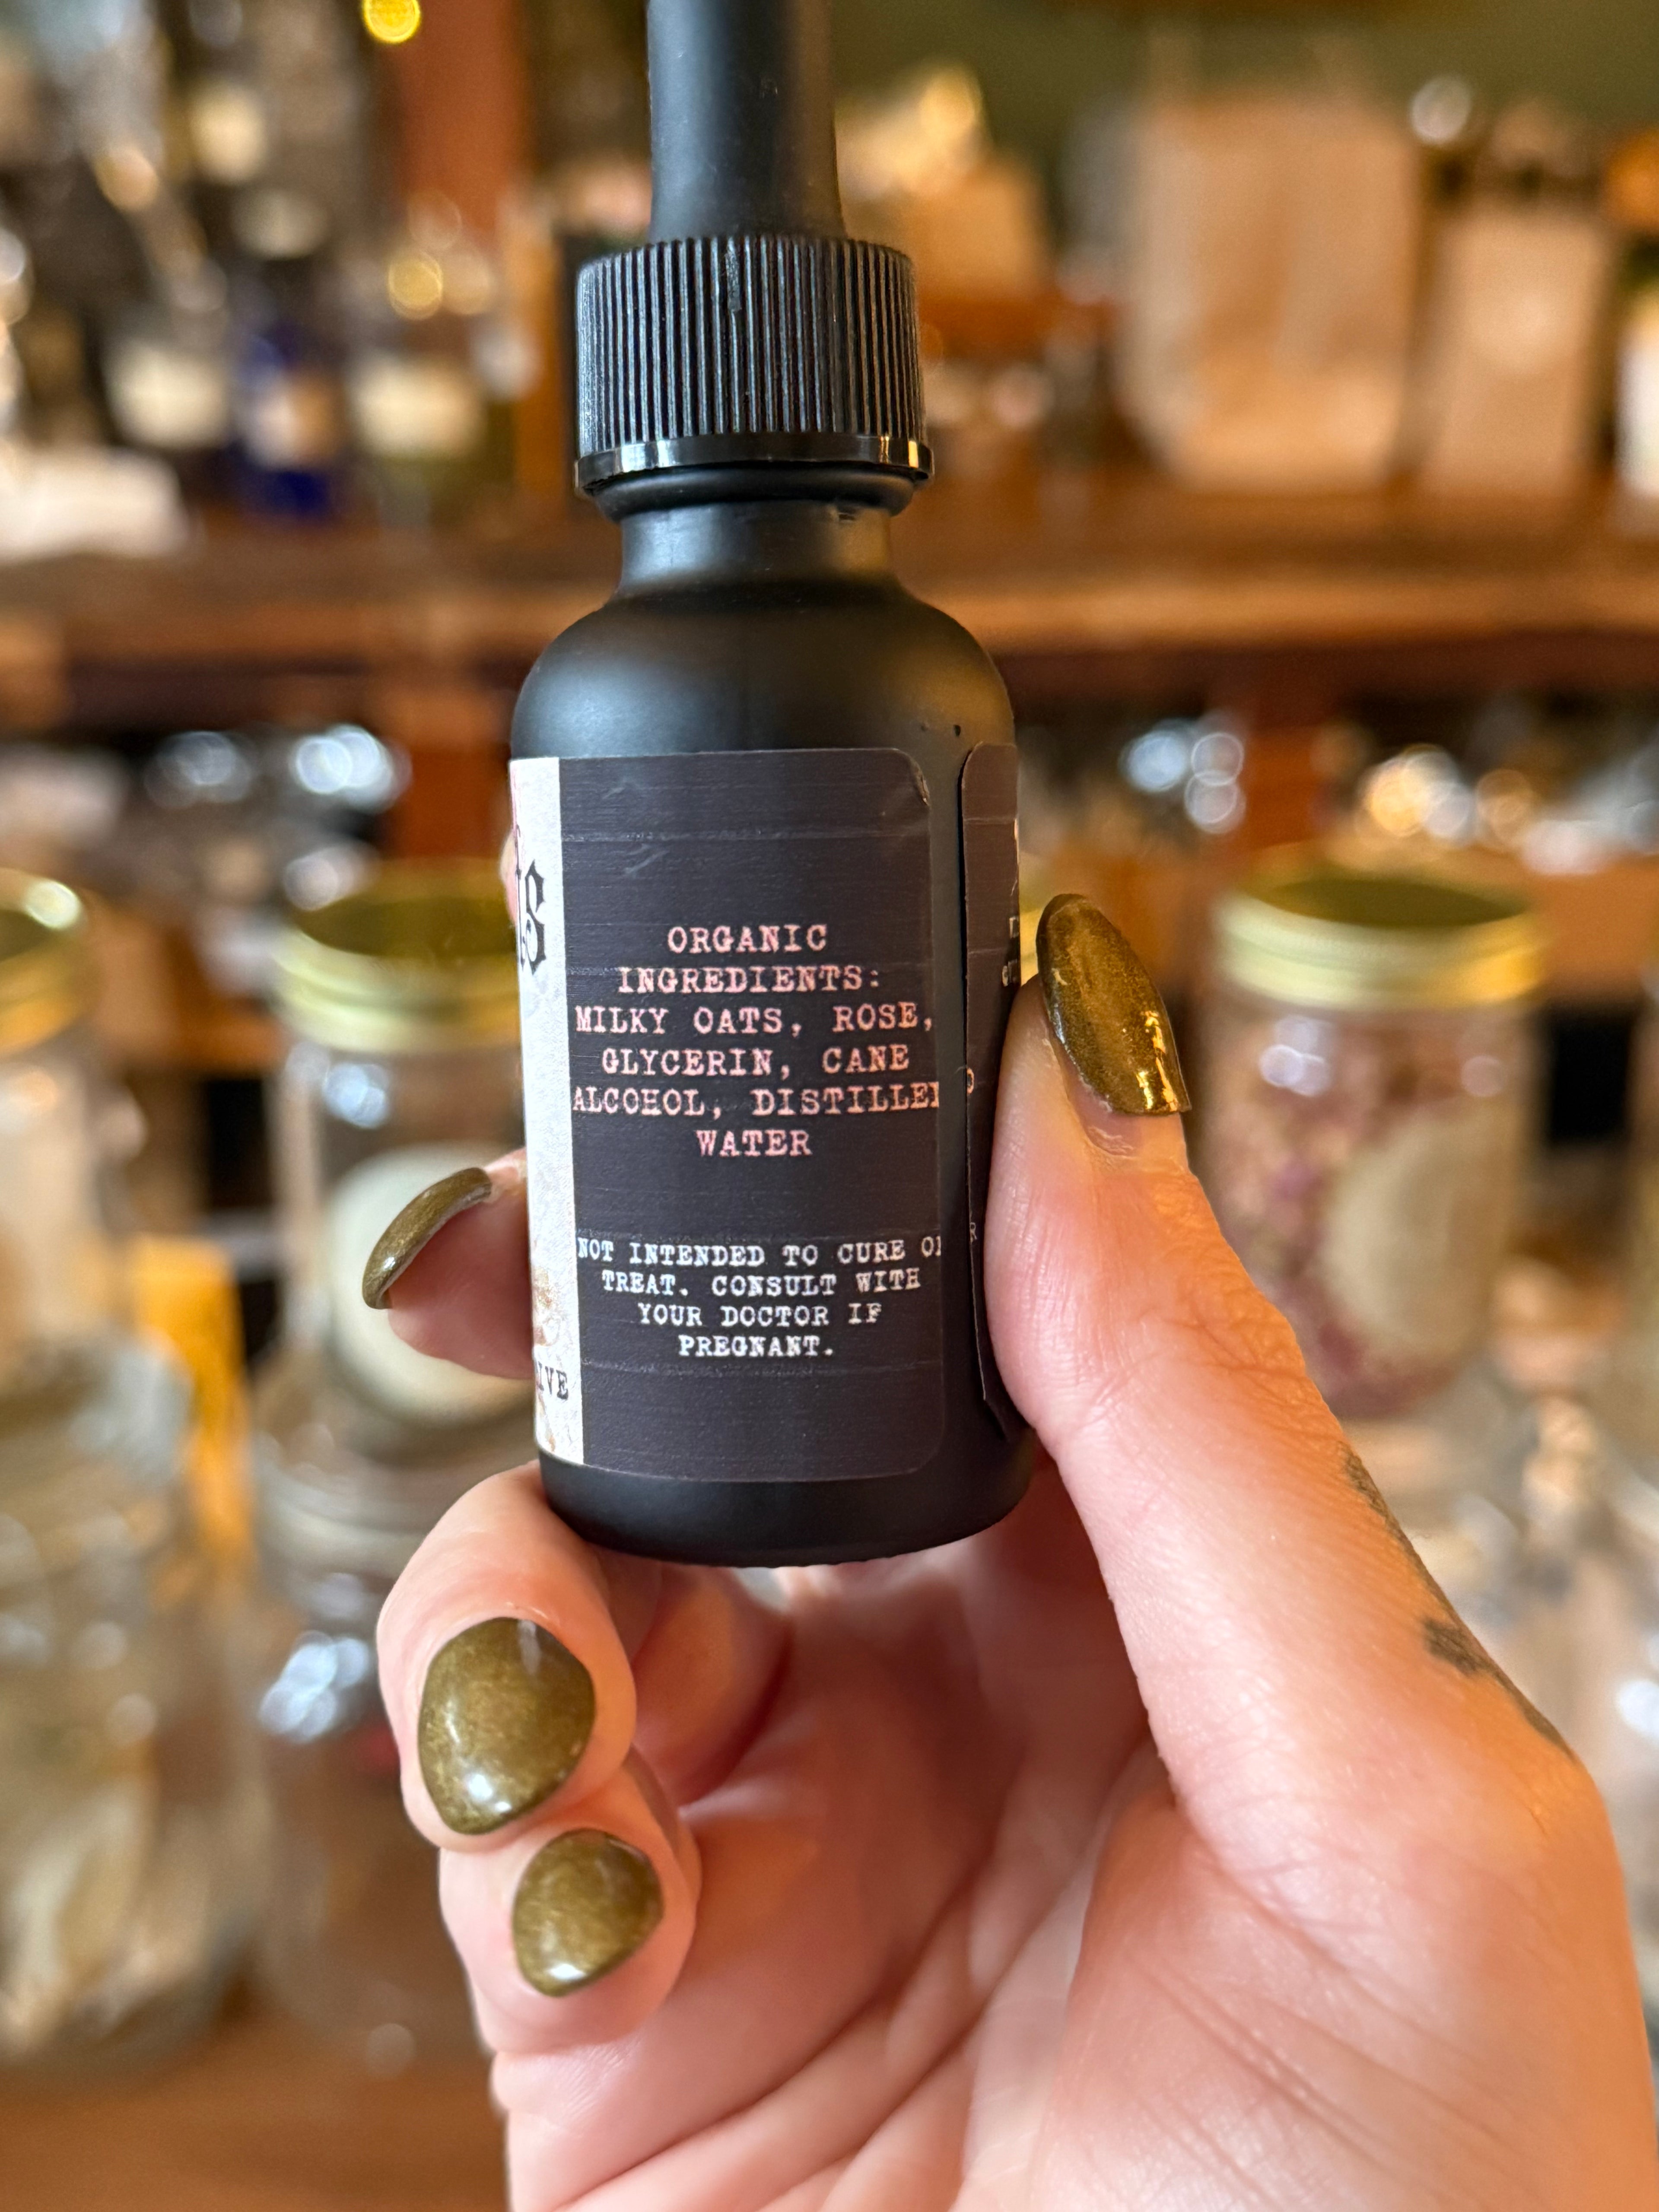 ORGANIC
INGREDIENTS:
MILKY OATS, ROSE,
GLYCERIN, CANE
ALCOHOL, DISTILLED
WATER
NOT INTENDED TO CURE OR
TREAT. CONSULT WITH
YOUR DOCTOR IF
PREGNANT.